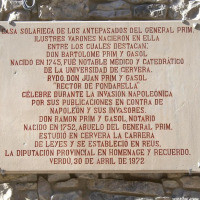 CASA SOLARIEGA DE LOS ANTEPASADOS DEL GENERAL PRIM.
ILUSTRES VARONES NACIERON EN ELLA
ENTRE LOS CUALES DESTACAN:
DON BARTOLOME PRIM Y GASOL
NACIDO EN 1745, FUE NOTABLE MEDICO Y CATEDRATICO
DE LA UNIVERSIDAD DE CERVERA.
RVDO. DON JUAN PRIM Y GASOL.
"RECTOR DE FONDARELLA"
CELEBRE DURANTE LA INVASION NAPOLEONICA
POR SUS PUBLICACIONES EN CONTRA DE
NAPOLEON Y SUS INVASORES.
DON RAMON PRIM Y GASOL, NOTARIO
NACIDO EN 1752, ABUELO DEL GENERAL PRIM.
ESTUDIO EN CERVERA LA CARRERA
DE LEYES Y SE ESTABLECIO EN REUS.
LA DIPUTACION PROVINCIAL EN HOMENAGE Y RECUERDO.
VERDU, 30 DE ABRIL DE 1972